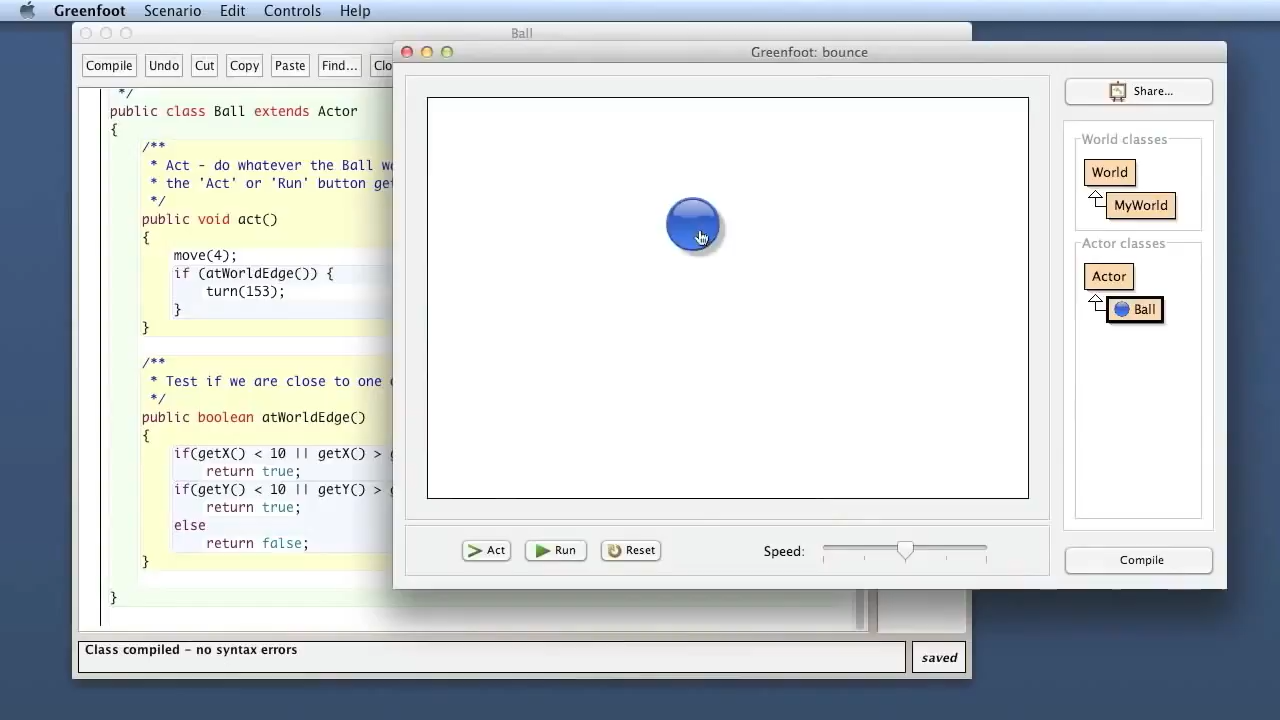 Greenfoot Scenario Edit Controls Help
Ball
Compile Undo Cut Copy Paste Find... Clo
*/
public class Ball extends Actor
{
/**
* Act - do whatever the Ball wa
* the 'Act' or 'Run' button get
*/
public void act()
{
move(4);
if (atWorldEdge()) {
turn(153);
}
}
/**
* Test if we are close to one o
*/
public boolean atWorldEdge()
{
if(getX() < 10 || getX() > g
return true;
if(getY() < 10 || getY() > g
return true;
else
return false;
}
}
Class compiled - no syntax errors
saved
Greenfoot: bounce
Share...
World classes
World
MyWorld
Actor classes
Actor
Ball
Act Run Reset Speed:
Compile